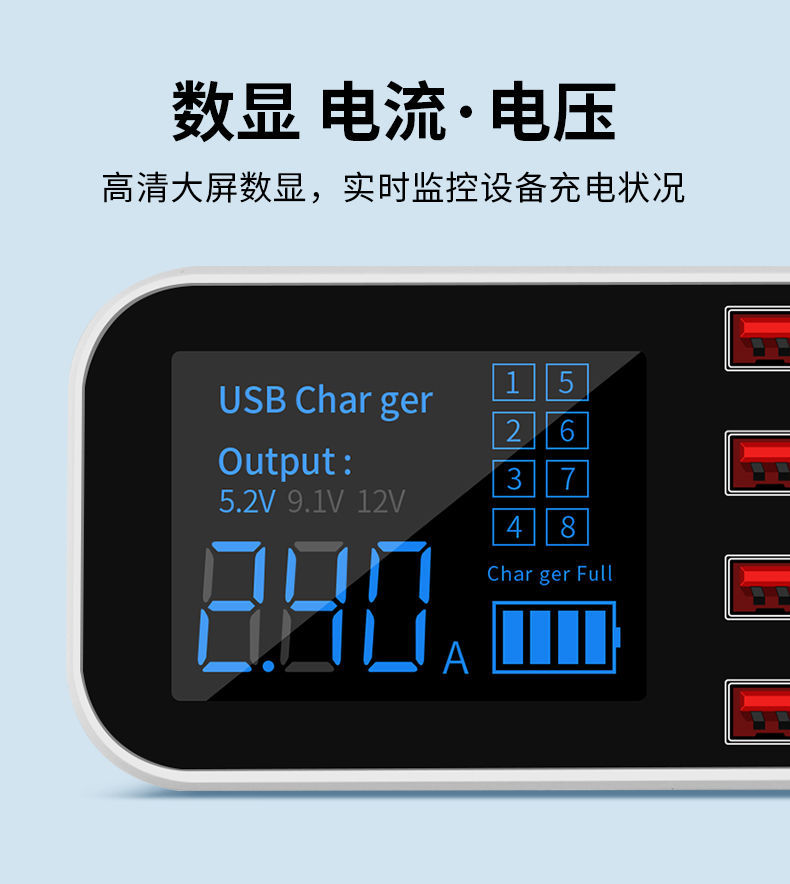 数显 电流·电压
高清大屏数显，实时监控设备充电状况
USB Char ger
Output :
5.2V 9.1V 12V
2.40 A
1 5
2 6
3 7
4 8
Char ger Full